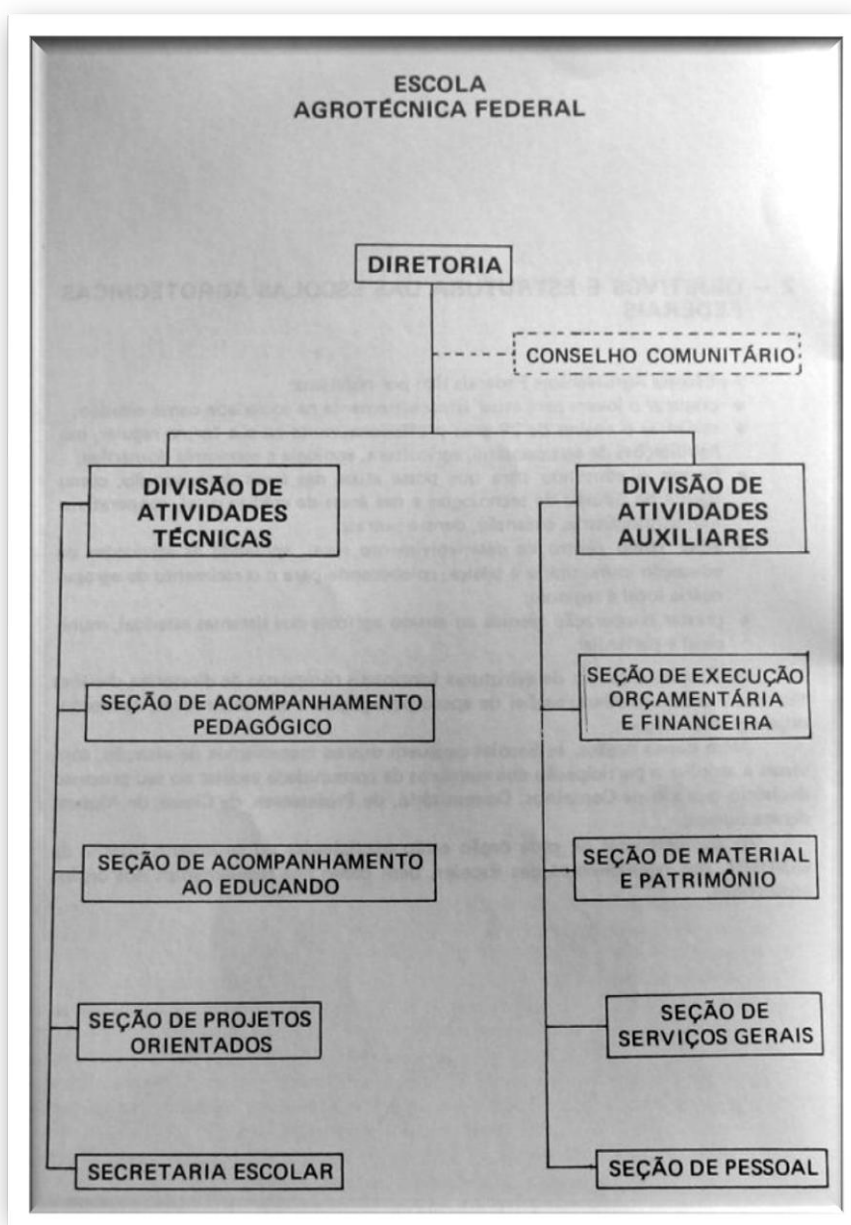 ESCOLA
AGROTÉCNICA FEDERAL
DIRETORIA
CONSELHO COMUNITÁRIO
DIVISÃO DE
ATIVIDADES
TÉCNICAS
DIVISÃO DE
ATIVIDADES
AUXILIARES
SEÇÃO DE ACOMPANHAMENTO
PEDAGÓGICO
SEÇÃO DE EXECUÇÃO
ORÇAMENTÁRIA
E FINANCEIRA
SEÇÃO DE ACOMPANHAMENTO
AO EDUCANDO
SEÇÃO DE MATERIAL
E PATRIMÔNIO
SEÇÃO DE PROJETOS
ORIENTADOS
SEÇÃO DE
SERVIÇOS GERAIS
SECRETARIA ESCOLAR
SEÇÃO DE PESSOAL